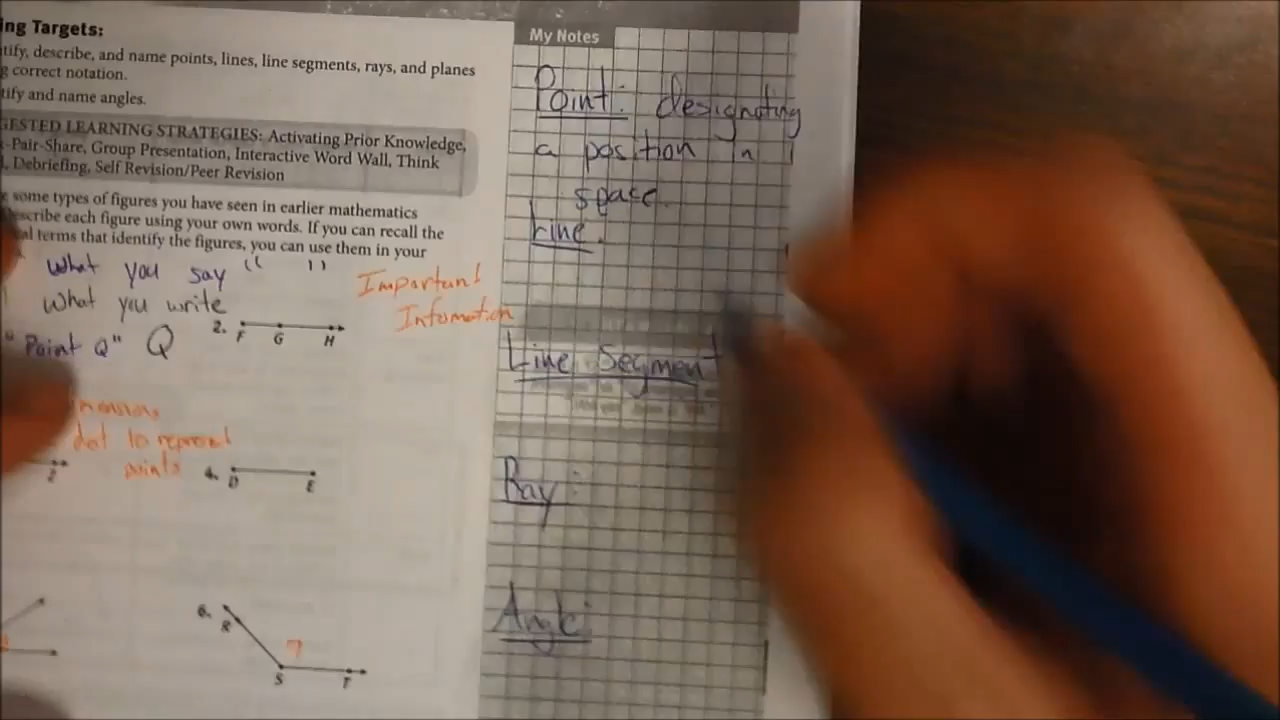 ing Targets:
tify, describe, and name points, lines, line segments, rays, and planes
g correct notation.
tify and name angles.
GESTED LEARNING STRATEGIES: Activating Prior Knowledge,
-Pair-Share, Group Presentation, Interactive Word Wall, Think
Debriefing, Self Revision/Peer Revision
some types of figures you have seen in earlier mathematics
escribe each figure using your own words. If you can recall the
al terms that identify the figures, you can use them in your
What you say " "
What you write
"Point Q" Q
Important
Infomation
2. F G H
dot to represent
points
4. D E
6. R S T
?
My Notes
Point: designating
a position in
space.
Line.
Line Segment
Ray:
Angle: